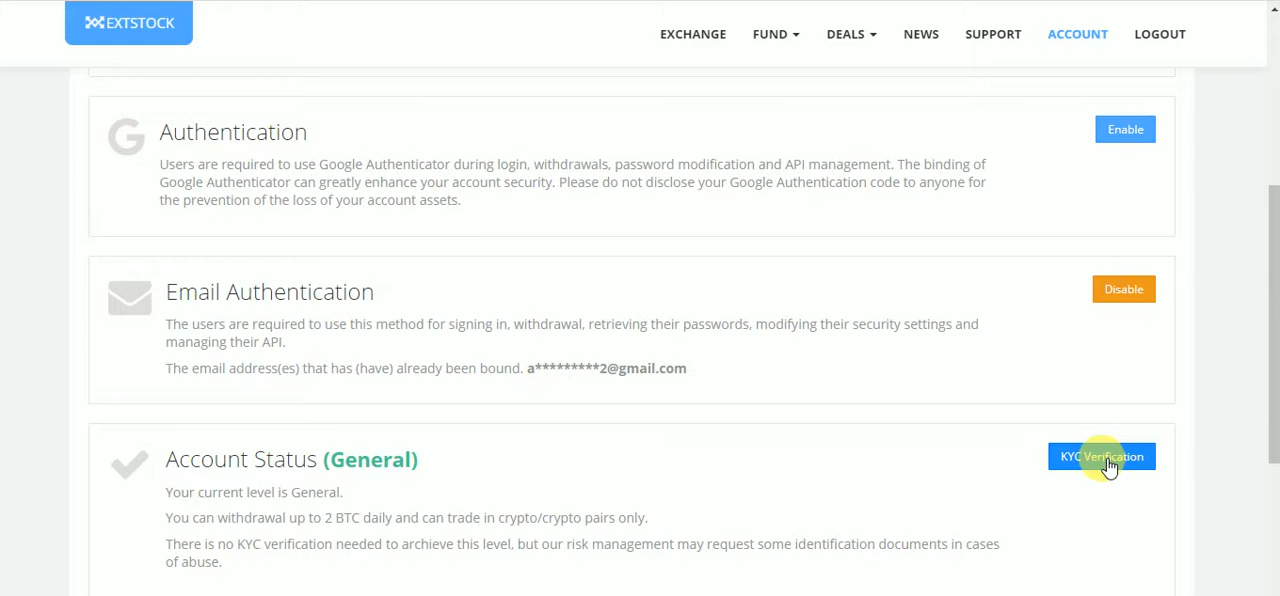 EXTSTOCK
EXCHANGE FUND DEALS NEWS SUPPORT ACCOUNT LOGOUT
Authentication
Enable
Users are required to use Google Authenticator during login, withdrawals, password modification and API management. The binding of
Google Authenticator can greatly enhance your account security. Please do not disclose your Google Authentication code to anyone for
the prevention of the loss of your account assets.
Email Authentication
Disable
The users are required to use this method for signing in, withdrawal, retrieving their passwords, modifying their security settings and
managing their API.
The email address(es) that has (have) already been bound. a*********2@gmail.com
Account Status (General)
KYC Verification
Your current level is General.
You can withdrawal up to 2 BTC daily and can trade in crypto/crypto pairs only.
There is no KYC verification needed to archieve this level, but our risk management may request some identification documents in cases
of abuse.